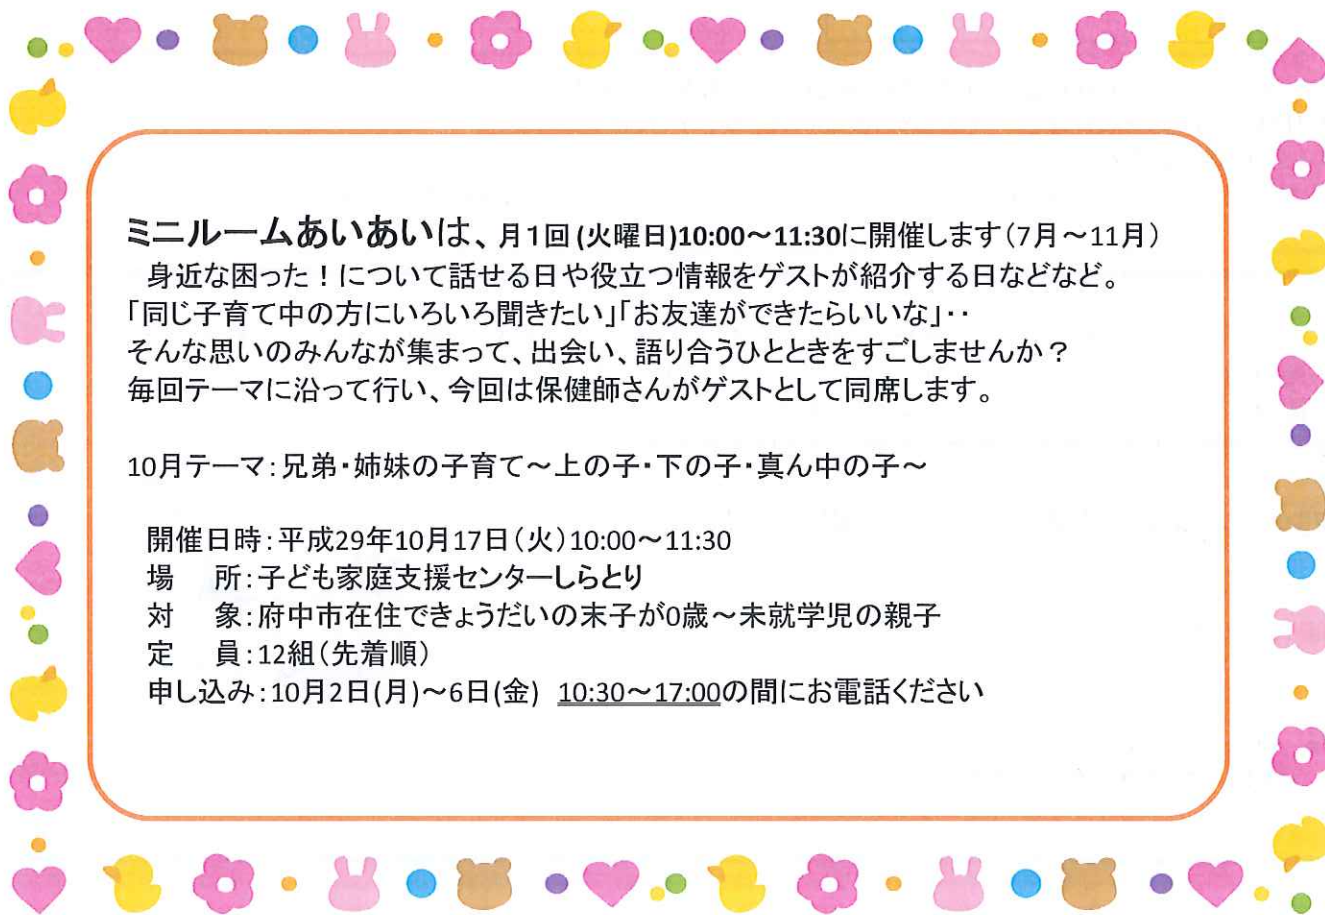 ミニルームあいあいは、月1回(火曜日)10:00～11:30に開催します(7月～11月)
身近な困った！について話せる日や役立つ情報をゲストが紹介する日などなど。
「同じ子育て中の方にいろいろ聞きたい」「お友達ができたらいいな」・・
そんな思いのみんなが集まって、出会い、語り合うひとときをすごしませんか？
毎回テーマに沿って行い、今回は保健師さんがゲストとして同席します。
10月テーマ：兄弟・姉妹の子育て～上の子・下の子・真ん中の子～
開催日時：平成29年10月17日(火)10:00～11:30
場　所：子ども家庭支援センターしらとり
対　象：府中市在住できょうだいの末子が0歳～未就学児の親子
定　員：12組(先着順)
申し込み：10月2日(月)～6日(金) 10:30～17:00の間にお電話ください